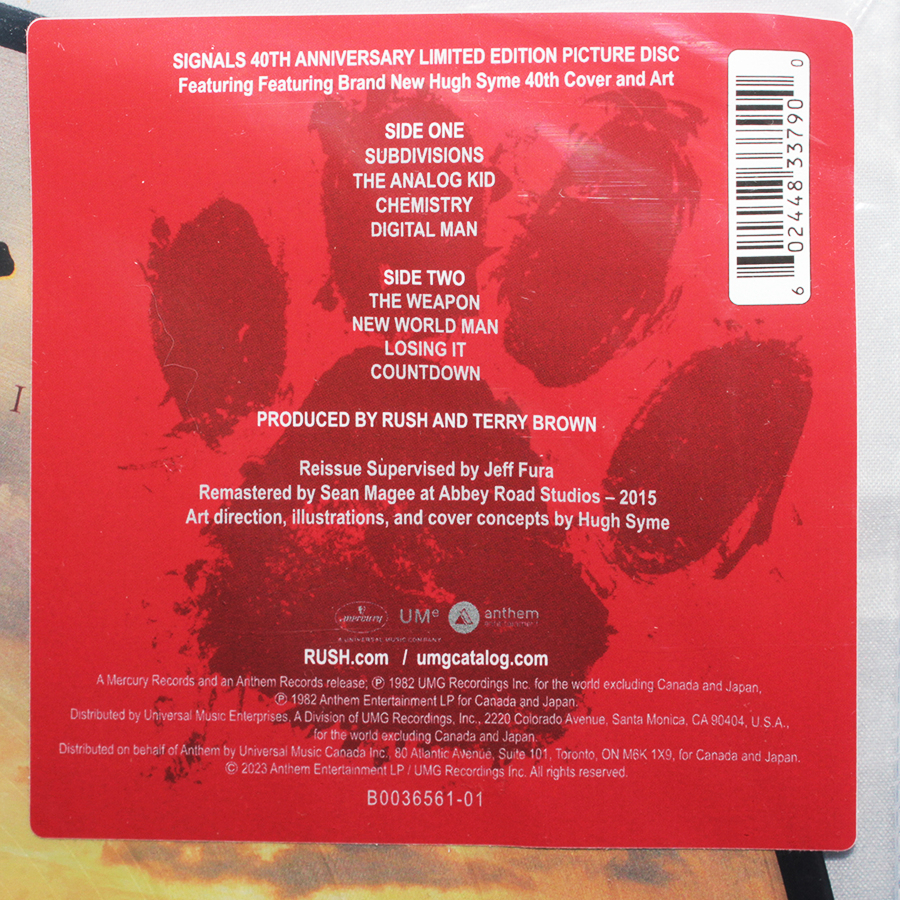 SIGNALS 40TH ANNIVERSARY LIMITED EDITION PICTURE DISC
Featuring Featuring Brand New Hugh Syme 40th Cover and Art
SIDE ONE
SUBDIVISIONS
THE ANALOG KID
CHEMISTRY
DIGITAL MAN
SIDE TWO
THE WEAPON
NEW WORLD MAN
LOSING IT
COUNTDOWN
PRODUCED BY RUSH AND TERRY BROWN
Reissue Supervised by Jeff Fura
Remastered by Sean Magee at Abbey Road Studios – 2015
Art direction, illustrations, and cover concepts by Hugh Syme
mercury UMe anthem
entertainment
A UNIVERSAL MUSIC COMPANY
RUSH.com / umgcatalog.com
A Mercury Records and an Anthem Records release; ℗ 1982 UMG Recordings Inc. for the world excluding Canada and Japan,
℗ 1982 Anthem Entertainment LP for Canada and Japan.
Distributed by Universal Music Enterprises, A Division of UMG Recordings, Inc., 2220 Colorado Avenue, Santa Monica, CA 90404, U.S.A.,
for the world excluding Canada and Japan.
Distributed on behalf of Anthem by Universal Music Canada Inc., 80 Atlantic Avenue, Suite 101, Toronto, ON M6K 1X9, for Canada and Japan.
© 2023 Anthem Entertainment LP / UMG Recordings Inc. All rights reserved.
B0036561-01
6 02448 33790 0
I